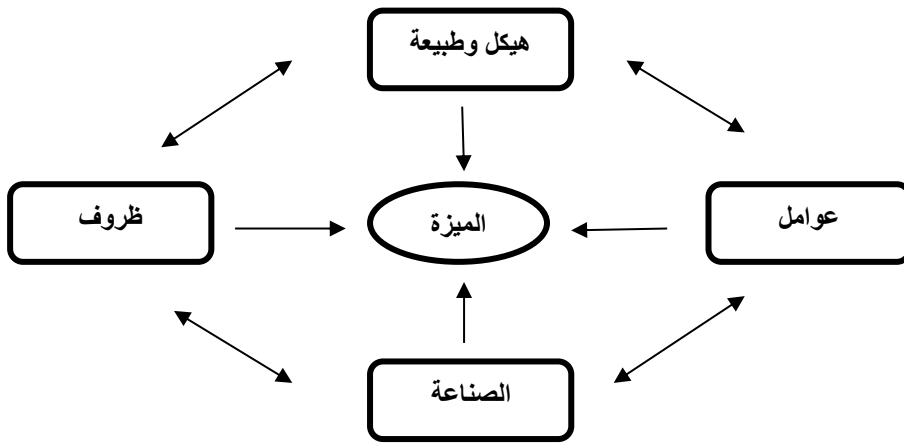 هيكل وطبيعة
عوامل
الميزة
ظروف
الصناعة